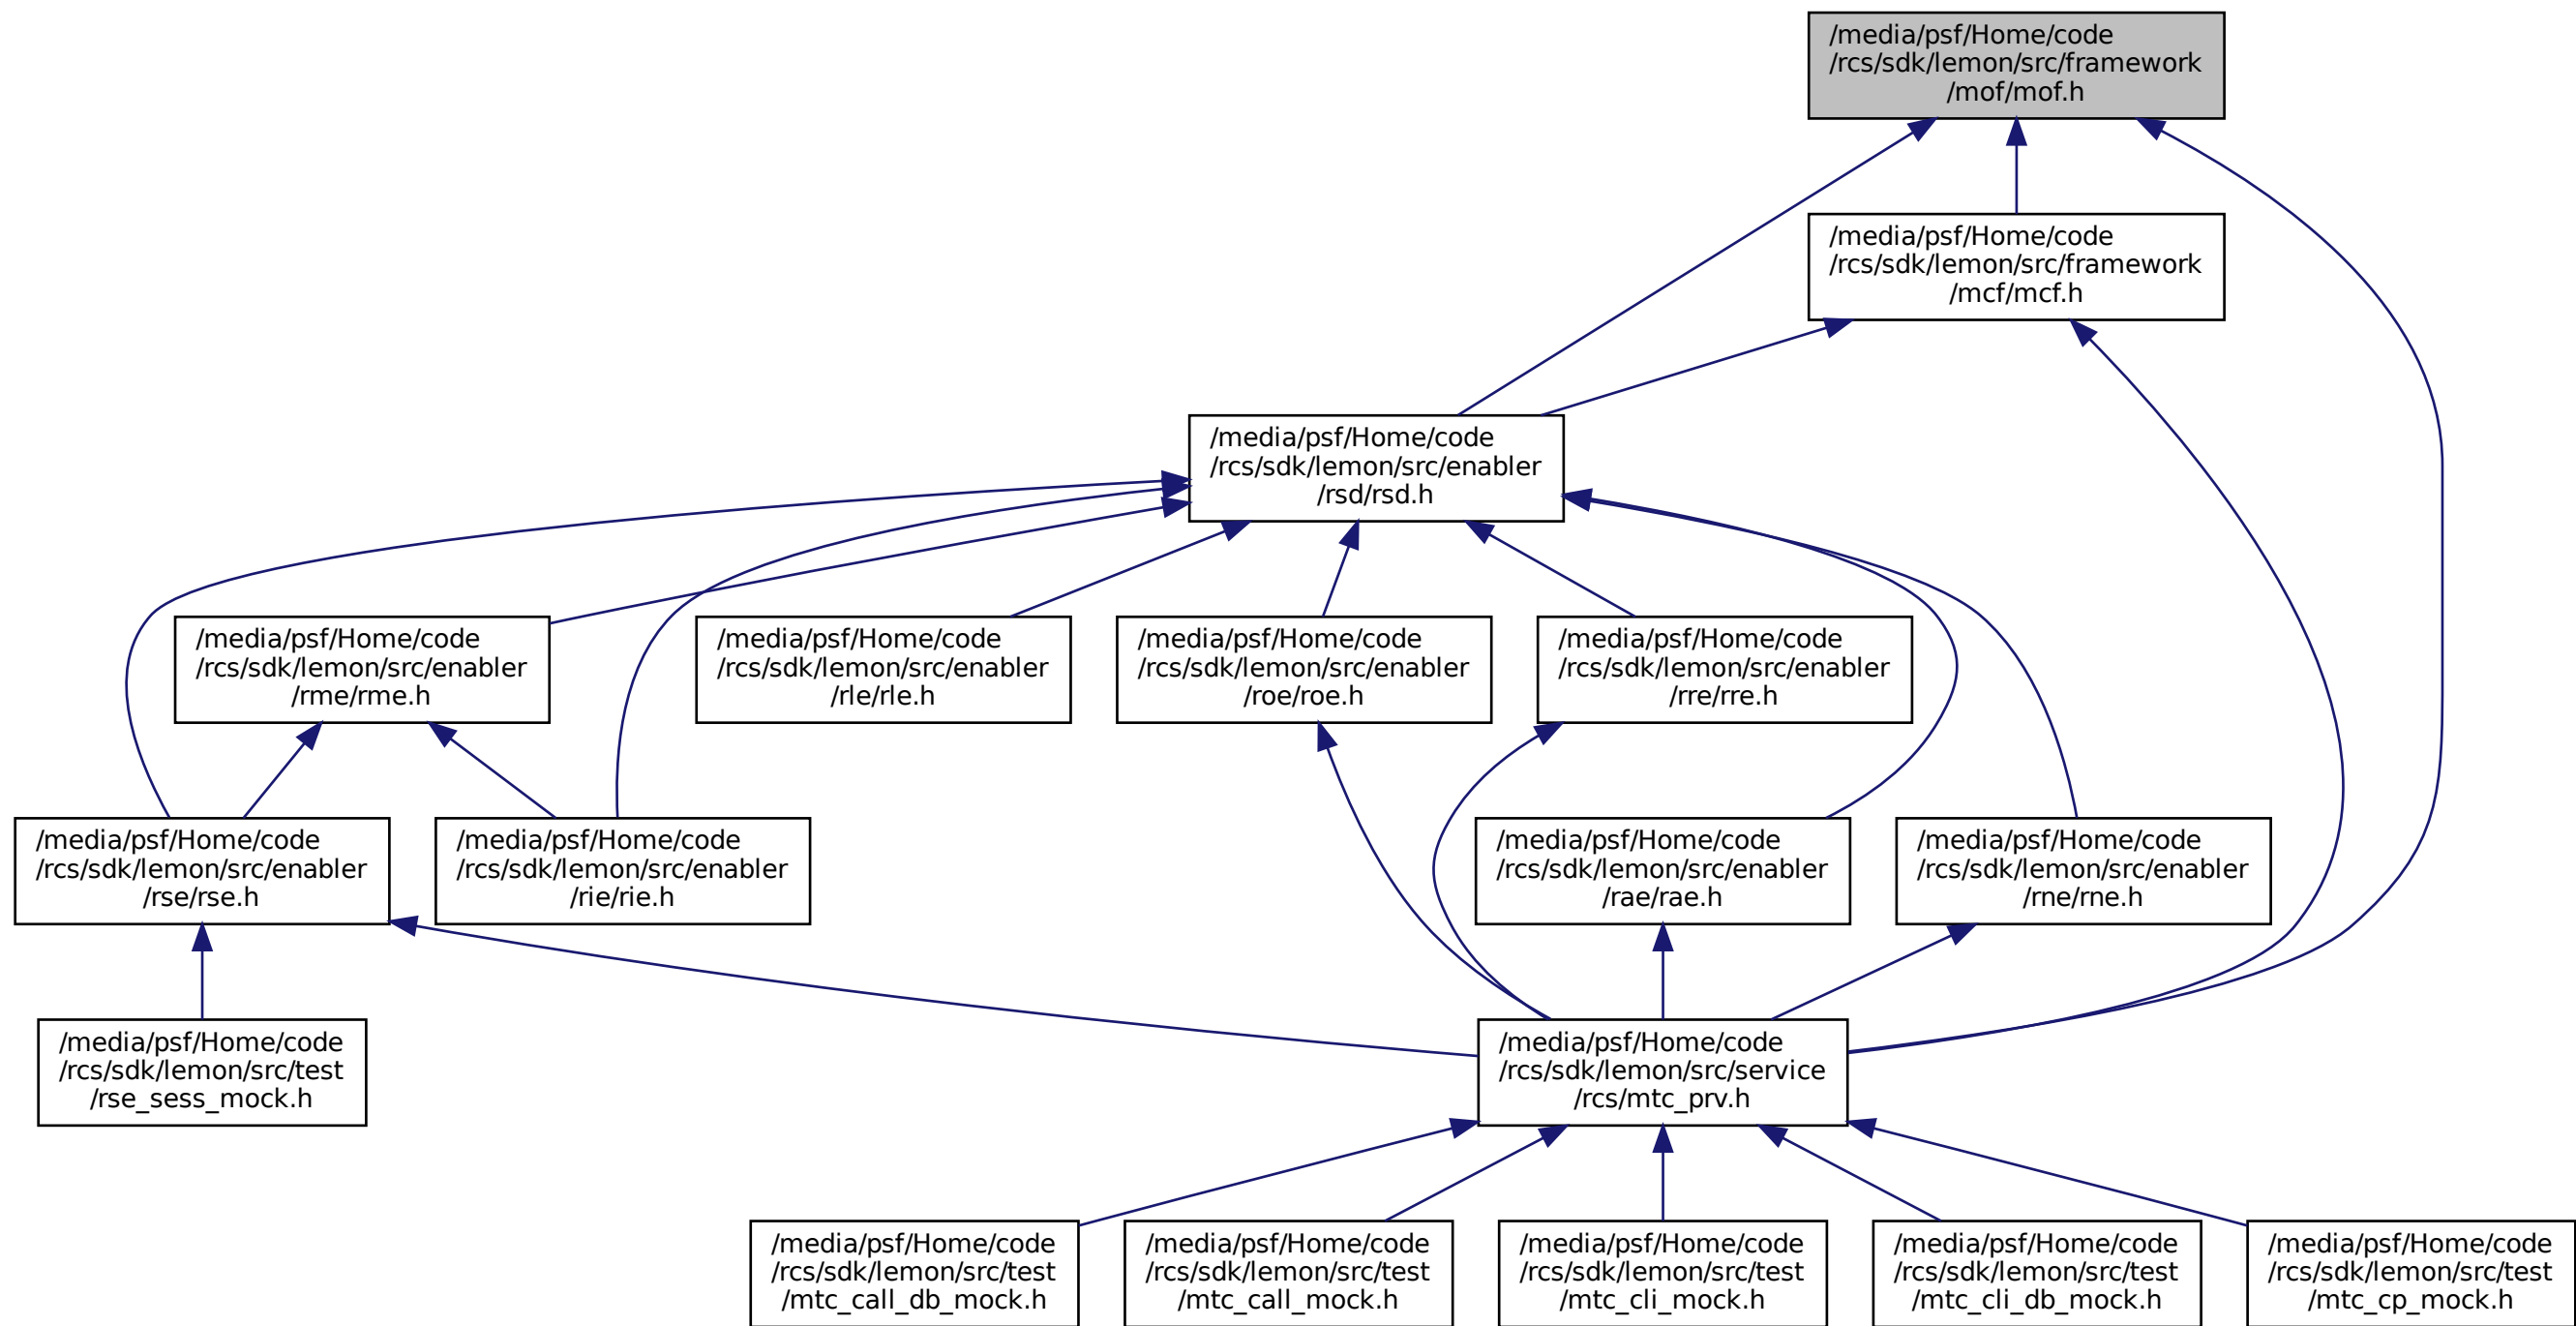 /media/psf/Home/code
/rcs/sdk/lemon/src/framework
/mof/mof.h
/media/psf/Home/code
/rcs/sdk/lemon/src/framework
/mcf/mcf.h
/media/psf/Home/code
/rcs/sdk/lemon/src/enabler
/rsd/rsd.h
/media/psf/Home/code
/rcs/sdk/lemon/src/enabler
/rme/rme.h
/media/psf/Home/code
/rcs/sdk/lemon/src/enabler
/rle/rle.h
/media/psf/Home/code
/rcs/sdk/lemon/src/enabler
/roe/roe.h
/media/psf/Home/code
/rcs/sdk/lemon/src/enabler
/rre/rre.h
/media/psf/Home/code
/rcs/sdk/lemon/src/enabler
/rse/rse.h
/media/psf/Home/code
/rcs/sdk/lemon/src/enabler
/rie/rie.h
/media/psf/Home/code
/rcs/sdk/lemon/src/enabler
/rae/rae.h
/media/psf/Home/code
/rcs/sdk/lemon/src/enabler
/rne/rne.h
/media/psf/Home/code
/rcs/sdk/lemon/src/test
/rse_sess_mock.h
/media/psf/Home/code
/rcs/sdk/lemon/src/service
/rcs/mtc_prv.h
/media/psf/Home/code
/rcs/sdk/lemon/src/test
/mtc_call_db_mock.h
/media/psf/Home/code
/rcs/sdk/lemon/src/test
/mtc_call_mock.h
/media/psf/Home/code
/rcs/sdk/lemon/src/test
/mtc_cli_mock.h
/media/psf/Home/code
/rcs/sdk/lemon/src/test
/mtc_cli_db_mock.h
/media/psf/Home/code
/rcs/sdk/lemon/src/test
/mtc_cp_mock.h